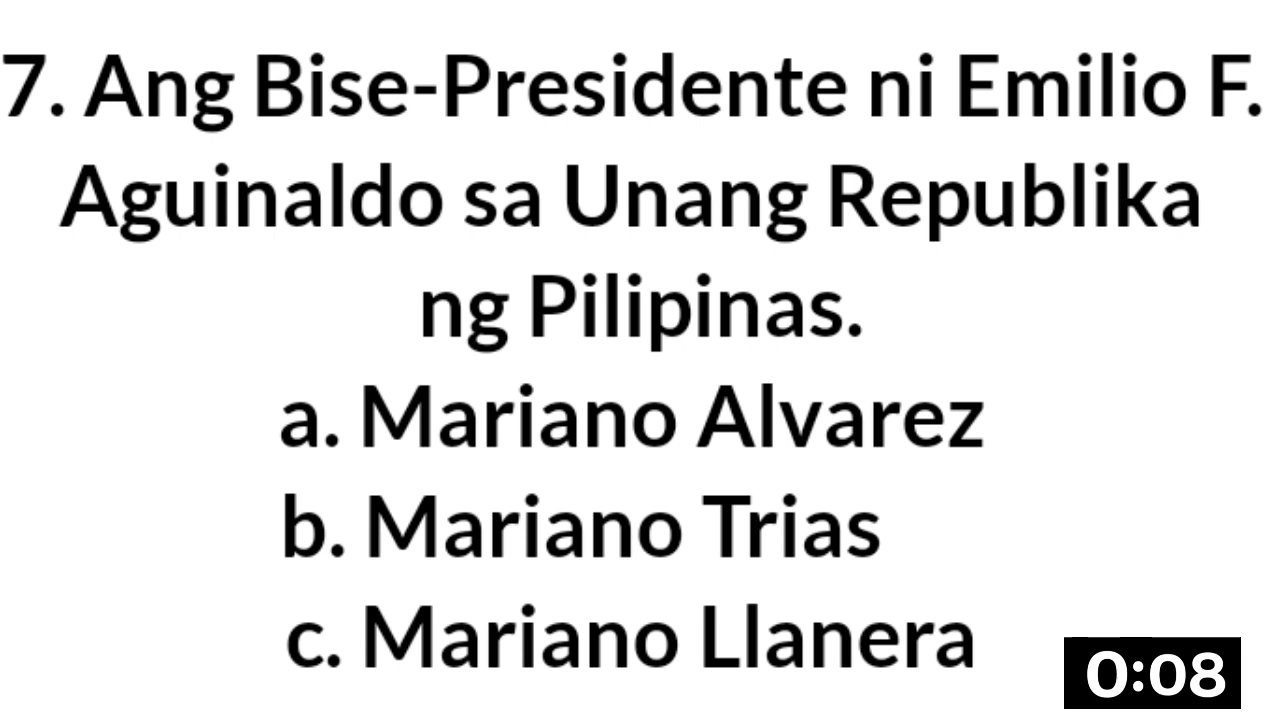 7. Ang Bise-Presidente ni Emilio F.
Aguinaldo sa Unang Republika
ng Pilipinas.
a. Mariano Alvarez
b. Mariano Trias
c. Mariano Llanera
0:08